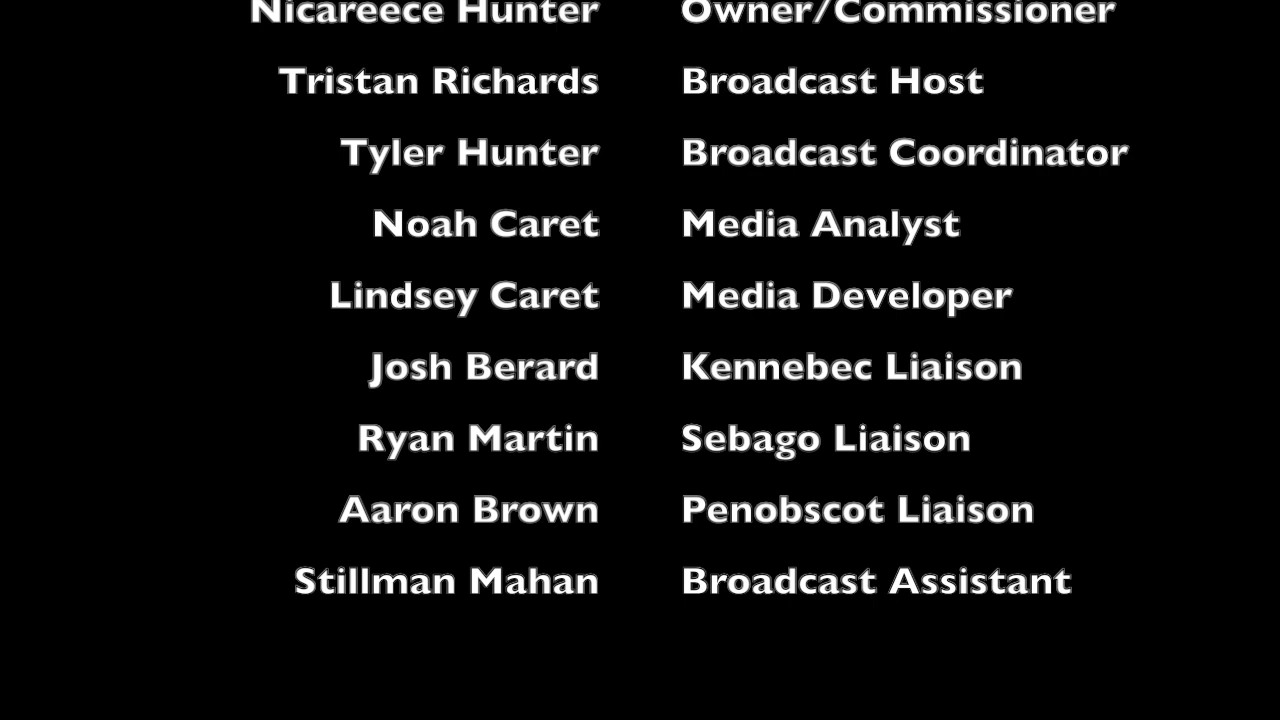 Nicareece Hunter Owner/Commissioner
Tristan Richards Broadcast Host
Tyler Hunter Broadcast Coordinator
Noah Caret Media Analyst
Lindsey Caret Media Developer
Josh Berard Kennebec Liaison
Ryan Martin Sebago Liaison
Aaron Brown Penobscot Liaison
Stillman Mahan Broadcast Assistant